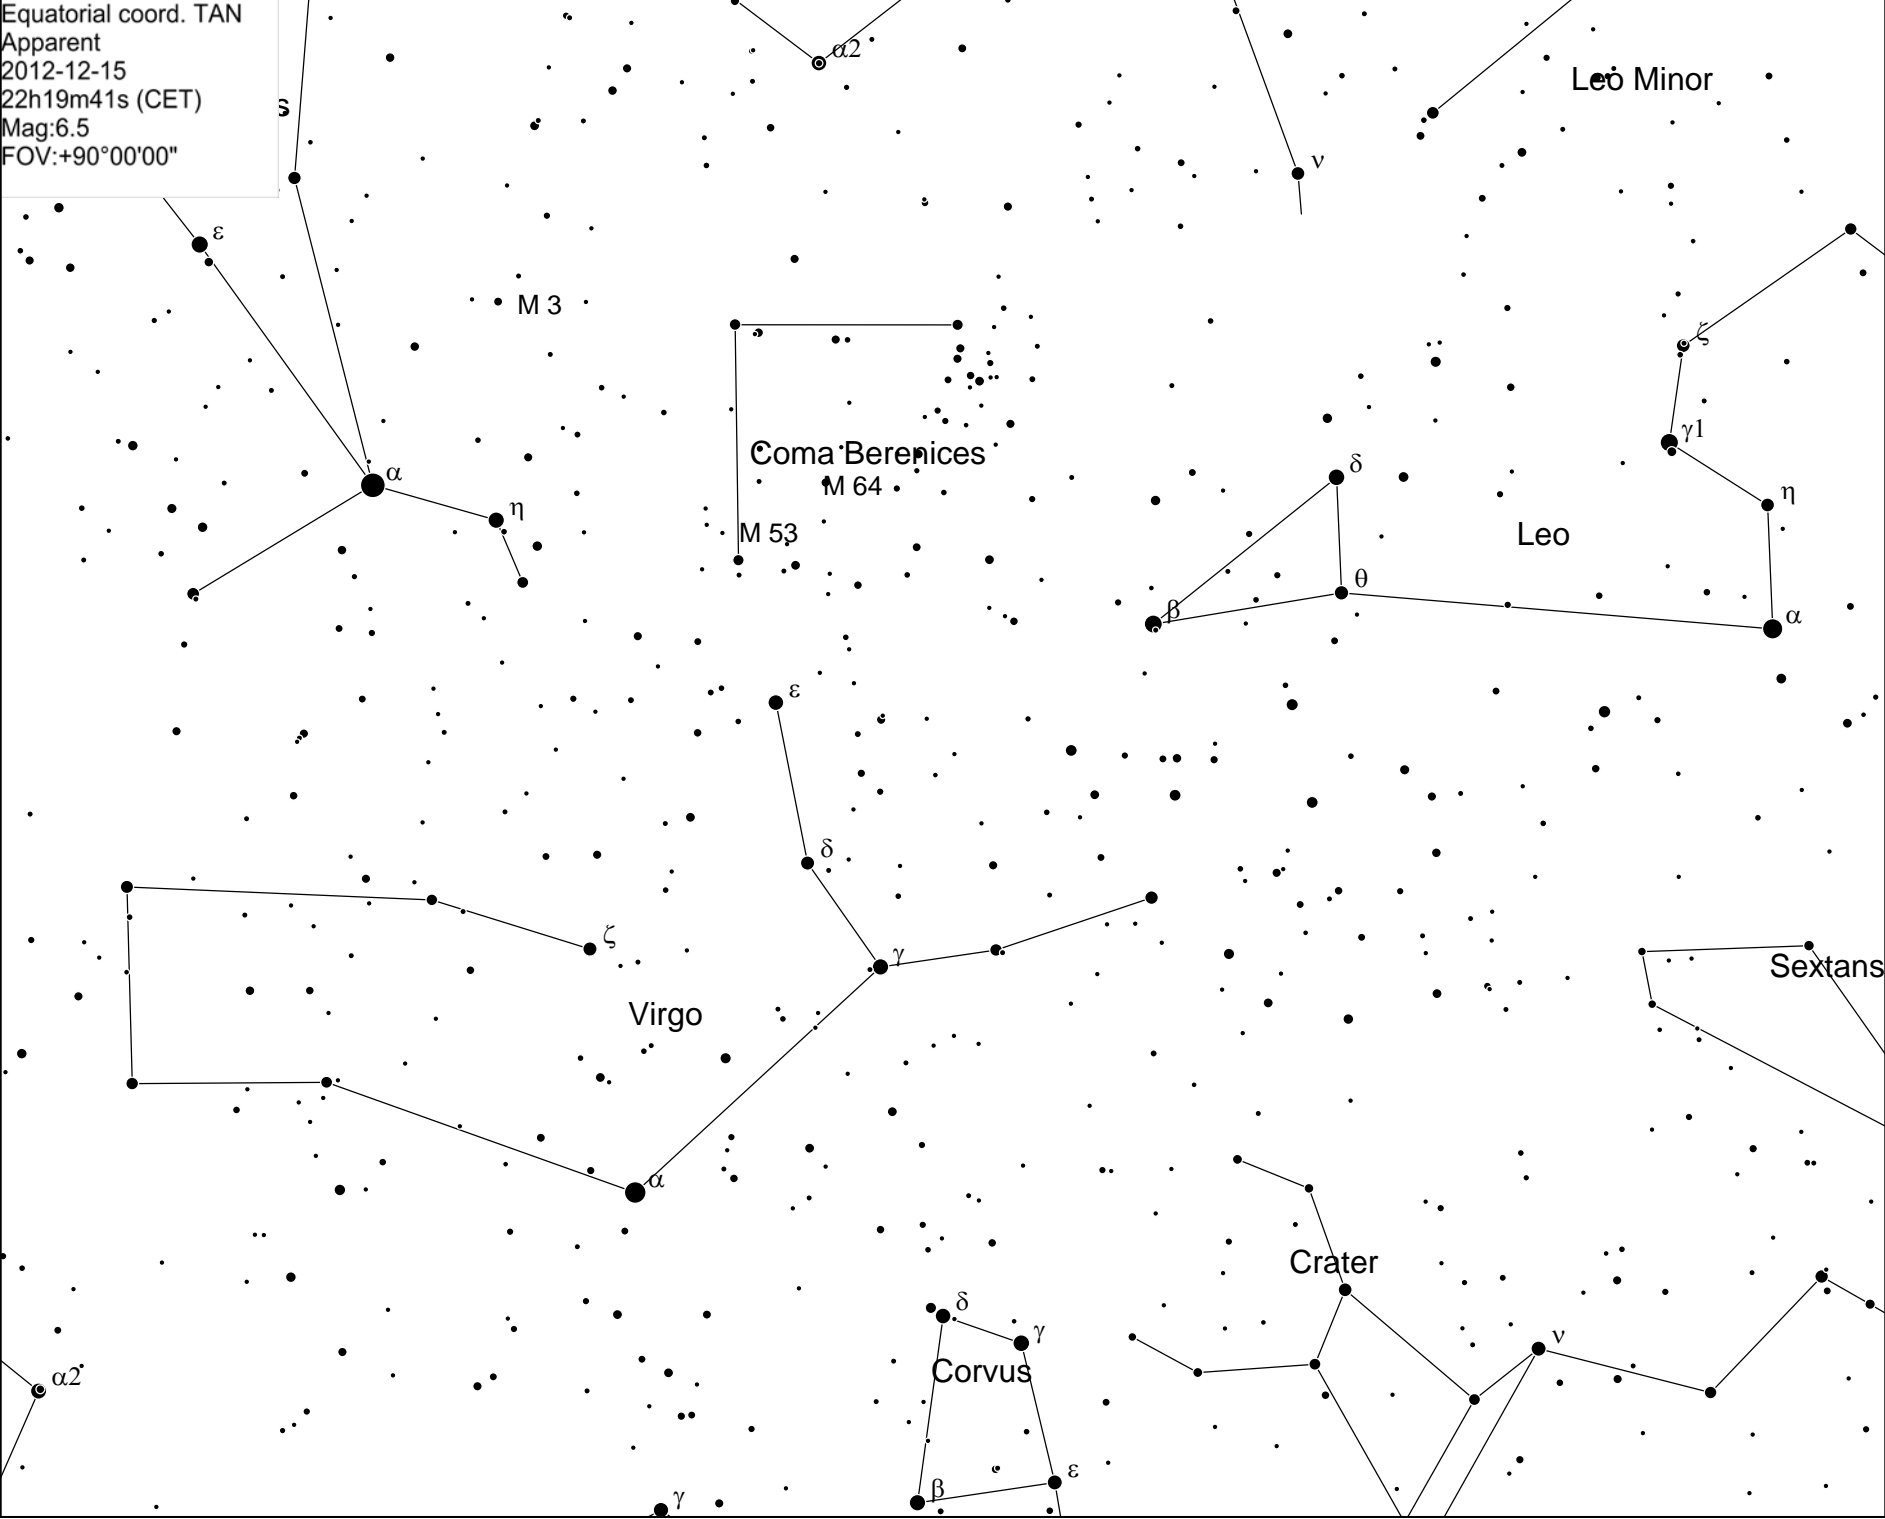 Equatorial coord. TAN
Apparent
2012-12-15
22h19m41s (CET)
Mag:6.5
FOV:+90°00'00"
s
α2
Leo Minor
ν
ε
M 3
ζ
γ1
α
η
Coma Berenices
M 64
M 53
δ
η
Leo
θ
β
α
ε
δ
ζ
γ
Virgo
Sextans
α
Crater
δ
γ
ν
Corvus
α2
ε
β
γ